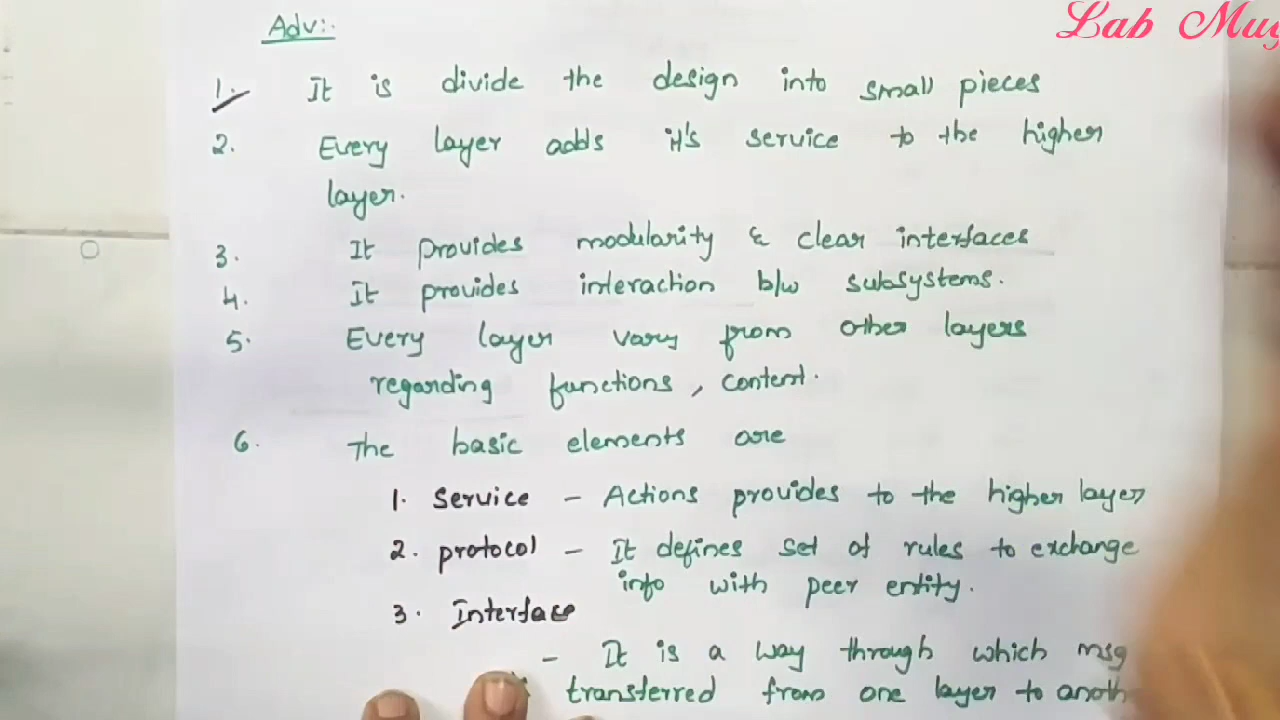 Lab Mug
Adv:-
1. It is divide the design into small pieces
2. Every layer adds it's service to the higher
layer.
3. It provides modularity & clear interfaces
4. It provides interaction b/w subsystems.
5. Every layer vary from other layers
regarding functions, content.
6. The basic elements are
1. Service - Actions provides to the higher layer
2. protocol - It defines set of rules to exchange
info with peer entity.
3. Interface
- It is a way through which msg
transferred from one layer to anoth